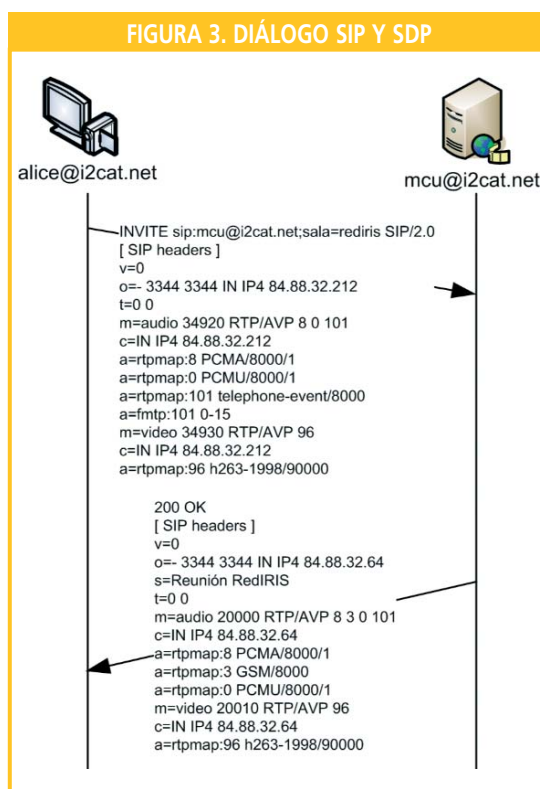 FIGURA 3. DIÁLOGO SIP Y SDP
alice@i2cat.net
mcu@i2cat.net
INVITE sip:mcu@i2cat.net;sala=rediris SIP/2.0
[ SIP headers ]
v=0
o=- 3344 3344 IN IP4 84.88.32.212
t=0 0
m=audio 34920 RTP/AVP 8 0 101
c=IN IP4 84.88.32.212
a=rtpmap:8 PCMA/8000/1
a=rtpmap:0 PCMU/8000/1
a=rtpmap:101 telephone-event/8000
a=fmtp:101 0-15
m=video 34930 RTP/AVP 96
c=IN IP4 84.88.32.212
a=rtpmap:96 h263-1998/90000
200 OK
[ SIP headers ]
v=0
o=- 3344 3344 IN IP4 84.88.32.64
s=Reunión RedIRIS
t=0 0
m=audio 20000 RTP/AVP 8 3 0 101
c=IN IP4 84.88.32.64
a=rtpmap:8 PCMA/8000/1
a=rtpmap:3 GSM/8000
a=rtpmap:0 PCMU/8000/1
m=video 20010 RTP/AVP 96
c=IN IP4 84.88.32.64
a=rtpmap:96 h263-1998/90000